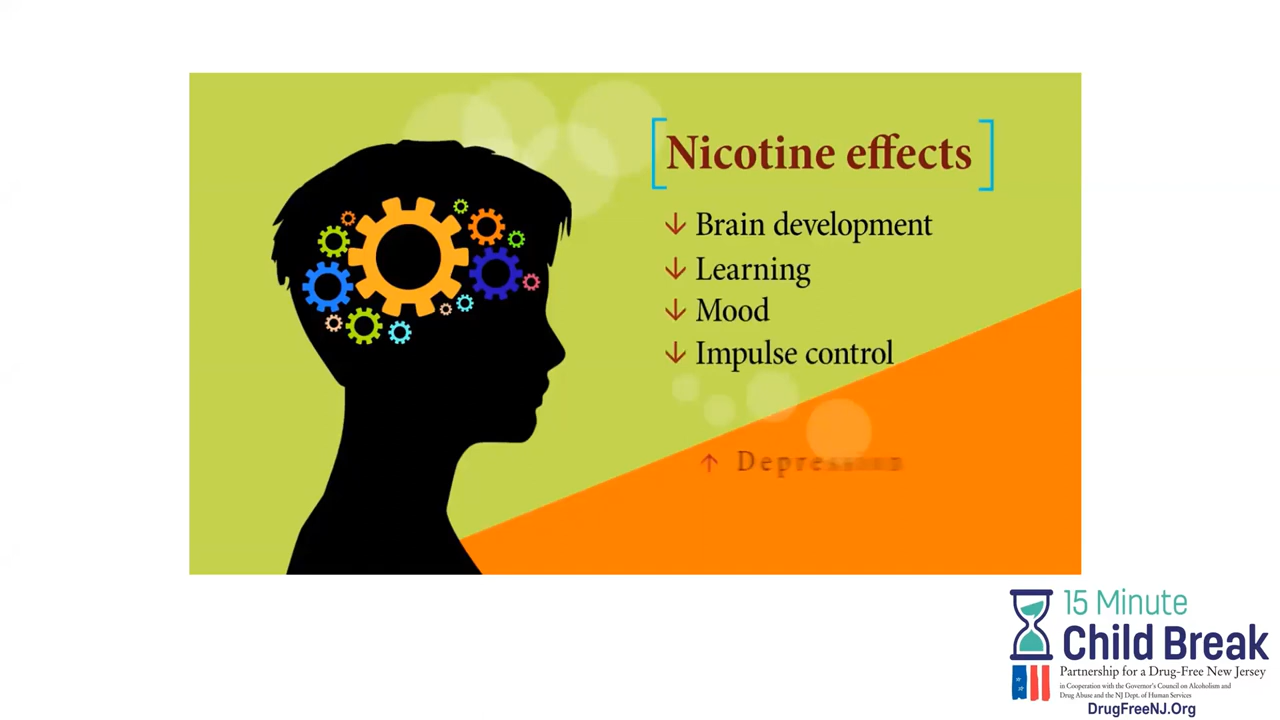 [Nicotine effects]
↓ Brain development
↓ Learning
↓ Mood
↓ Impulse control
↑ Depression
15 Minute
Child Break
Partnership for a Drug-Free New Jersey
in Cooperation with the Governor's Council on Alcoholism and
Drug Abuse and the NJ Dept. of Human Services
DrugFreeNJ.Org